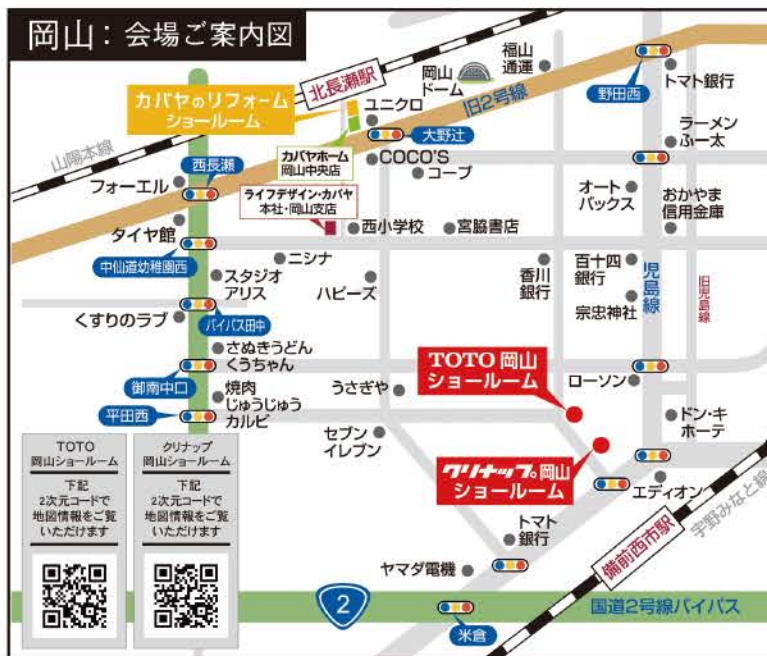 岡山：会場ご案内図
北長瀬駅
岡山
ドーム
福山
通運
野田西
トマト銀行
カバヤのリフォーム
ショールーム
ユニクロ
旧2号線
大野辻
山陽本線
西長瀬
カバヤホーム
岡山中央店
COCO'S
コープ
ラーメン
ふー太
フォーエル
ライフデザイン・カバヤ
本社・岡山支店
オート
バックス
おかやま
信用金庫
タイヤ館
西小学校
宮脇書店
中仙道幼稚園西
ニシナ
スタジオ
アリス
ハピーズ
香川
銀行
百十四
銀行
児島線
旧児島線
宗忠神社
くすりのラブ
バイパス田中
さぬきうどん
くうちゃん
御南中口
TOTO 岡山
ショールーム
ローソン
焼肉
じゅうじゅう
カルビ
うさぎや
平田西
セブン
イレブン
ドン・キ
ホーテ
クリナップ。岡山
ショールーム
エディオン
宇野みなと線
TOTO
岡山ショールーム
下記
2次元コードで
地図情報をご覧
いただけます
クリナップ
岡山ショールーム
下記
2次元コードで
地図情報をご覧
いただけます
トマト
銀行
ヤマダ電機
備前西市駅
2
国道2号線バイパス
米倉